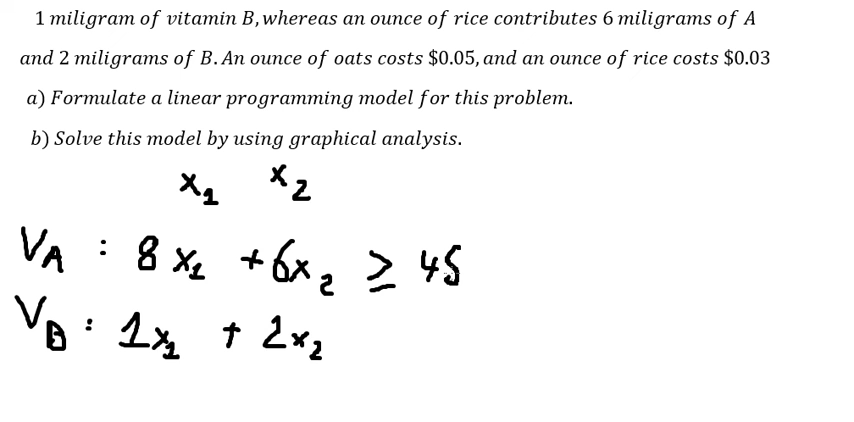 1 miligram of vitamin B, whereas an ounce of rice contributes 6 miligrams of A
and 2 miligrams of B. An ounce of oats costs $0.05, and an ounce of rice costs $0.03
a) Formulate a linear programming model for this problem.
b) Solve this model by using graphical analysis.
x₁ x₂
V_A : 8x₁ + 6x₂ ≥ 45
V_B : 1x₁ + 2x₂